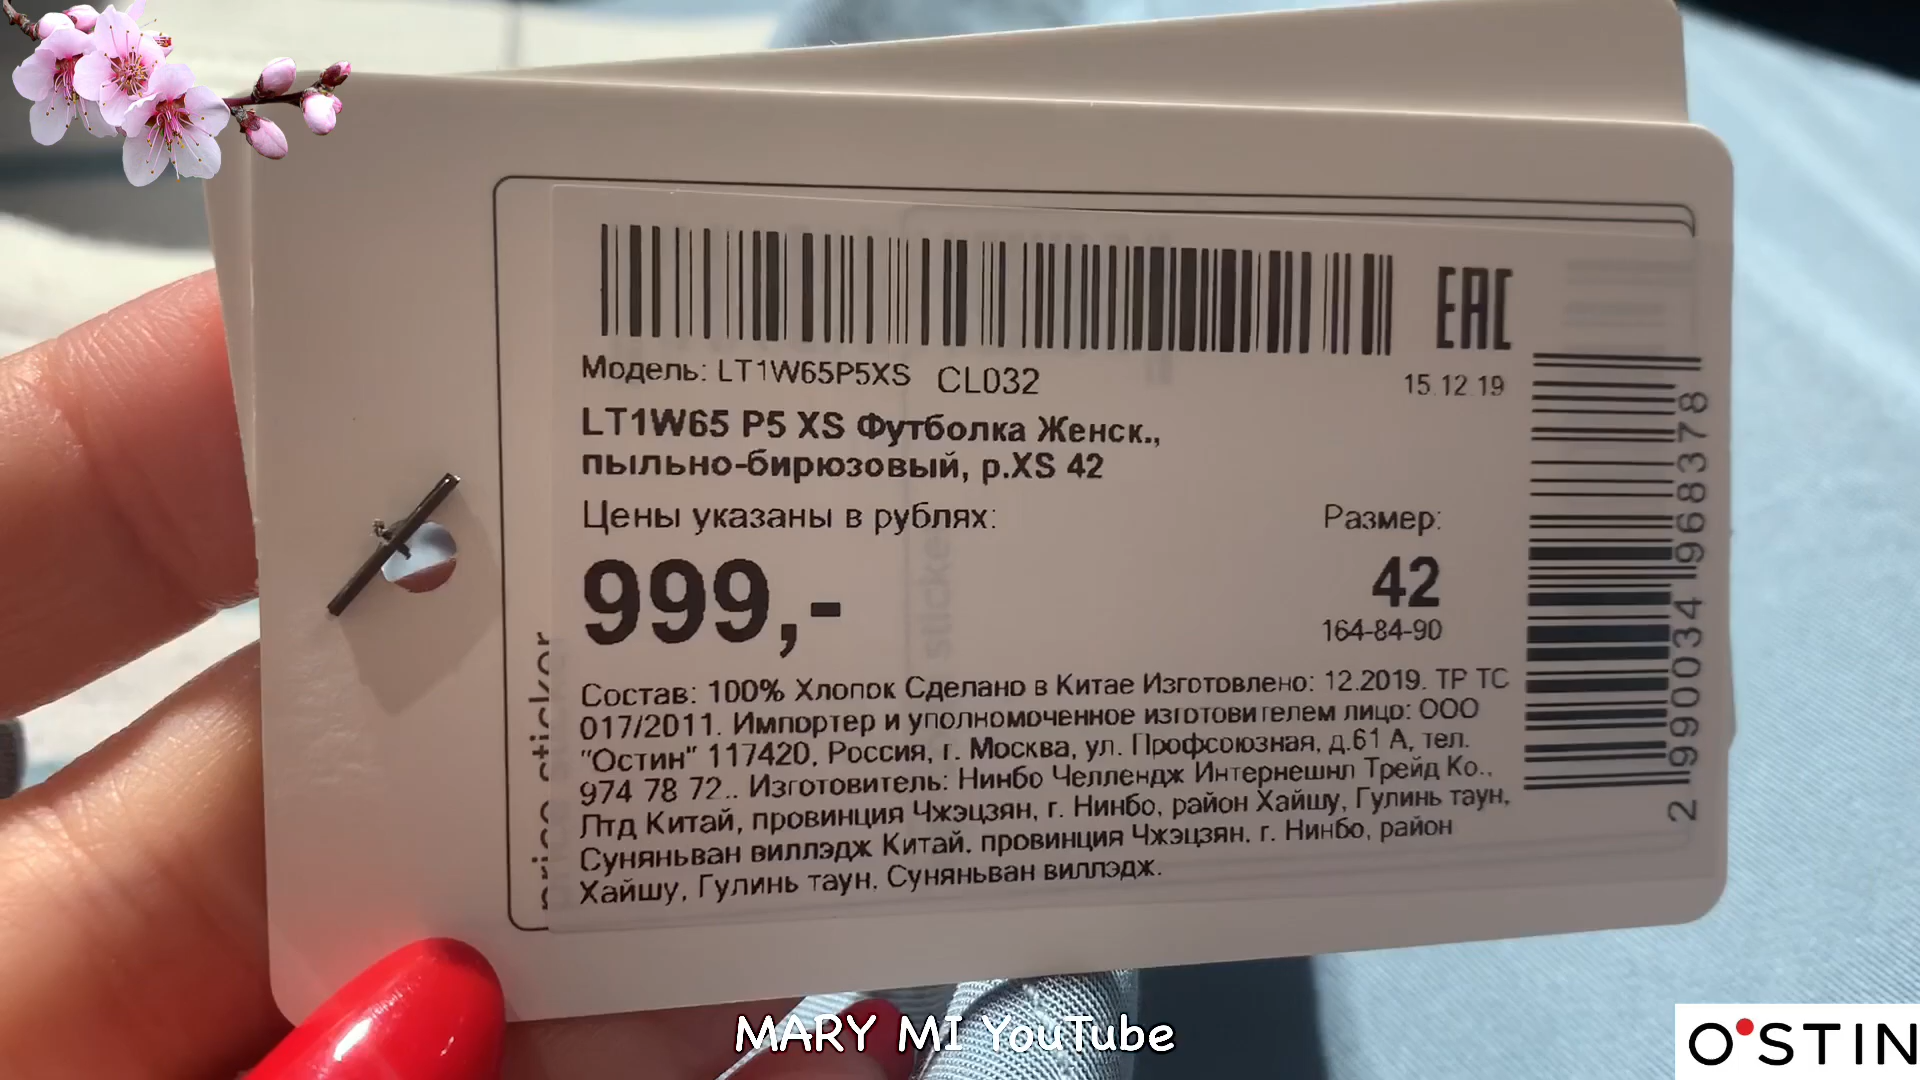 EAC
Модель: LT1W65P5XS CL032
15.12.19
LT1W65 P5 XS Футболка Женск.,
пыльно-бирюзовый, р.XS 42
Цены указаны в рублях:
Размер:
999,-
42
164-84-90
Состав: 100% Хлопок Сделано в Китае Изготовлено: 12.2019. ТР ТС
017/2011. Импортер и уполномоченное изготовителем лицо: ООО
"Остин" 117420, Россия, г. Москва, ул. Профсоюзная, д.61 А, тел.
974 78 72.. Изготовитель: Нинбо Челлендж Интернешнл Трейд Ко.,
Лтд Китай, провинция Чжэцзян, г. Нинбо, район Хайшу, Гулинь таун,
Суняньван виллэдж Китай, провинция Чжэцзян, г. Нинбо, район
Хайшу, Гулинь таун, Суняньван виллэдж.
2 990034 968378
price sticker
sticker
MARY MI YouTube
O'STIN